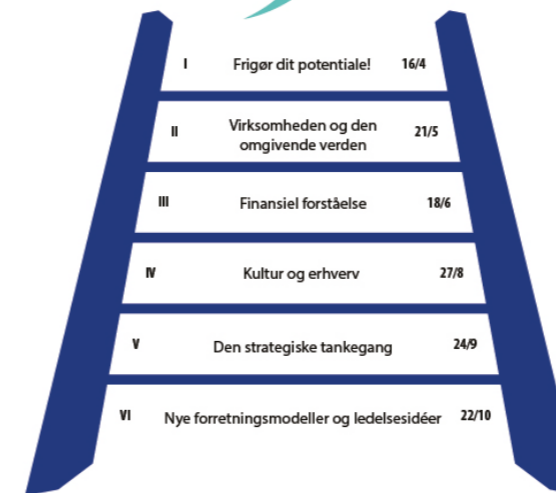 I Frigør dit potentiale! 16/4
II Virksomheden og den 21/5
omgivende verden
III Finansiel forståelse 18/6
IV Kultur og erhverv 27/8
V Den strategiske tankegang 24/9
VI Nye forretningsmodeller og ledelsesidéer 22/10